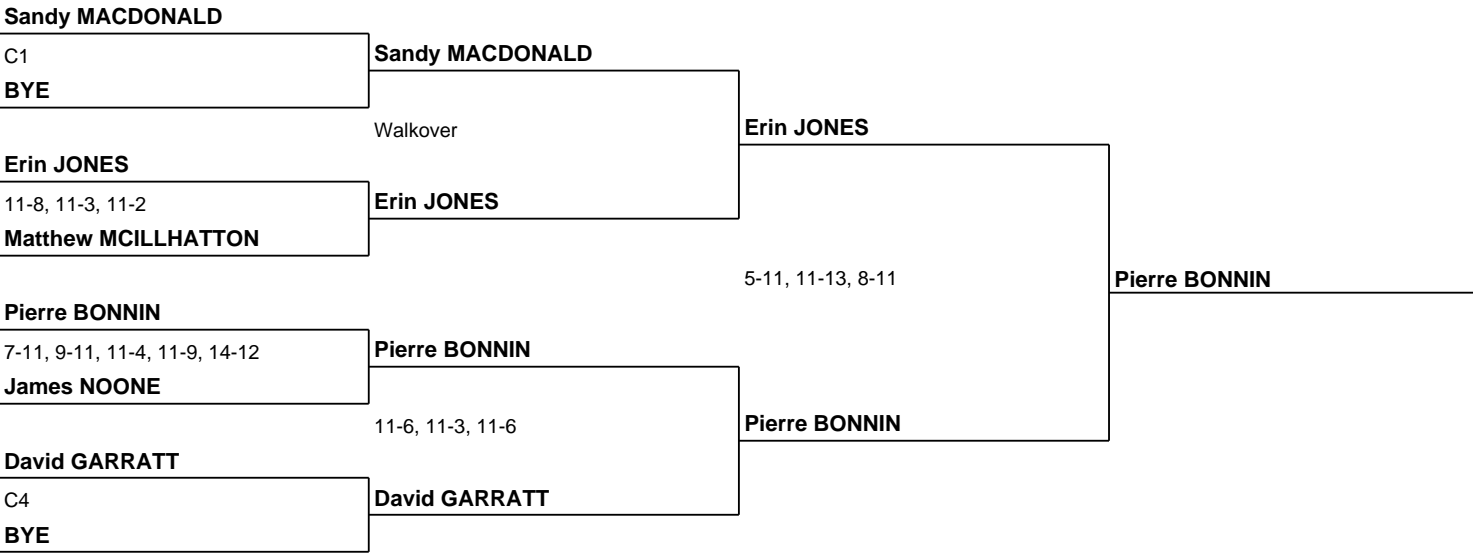 Sandy MACDONALD
C1
BYE
Erin JONES
11-8, 11-3, 11-2
Matthew MCILLHATTON
Pierre BONNIN
7-11, 9-11, 11-4, 11-9, 14-12
James NOONE
David GARRATT
C4
BYE
Sandy MACDONALD
Walkover
Erin JONES
Pierre BONNIN
11-6, 11-3, 11-6
David GARRATT
Erin JONES
5-11, 11-13, 8-11
Pierre BONNIN
Pierre BONNIN